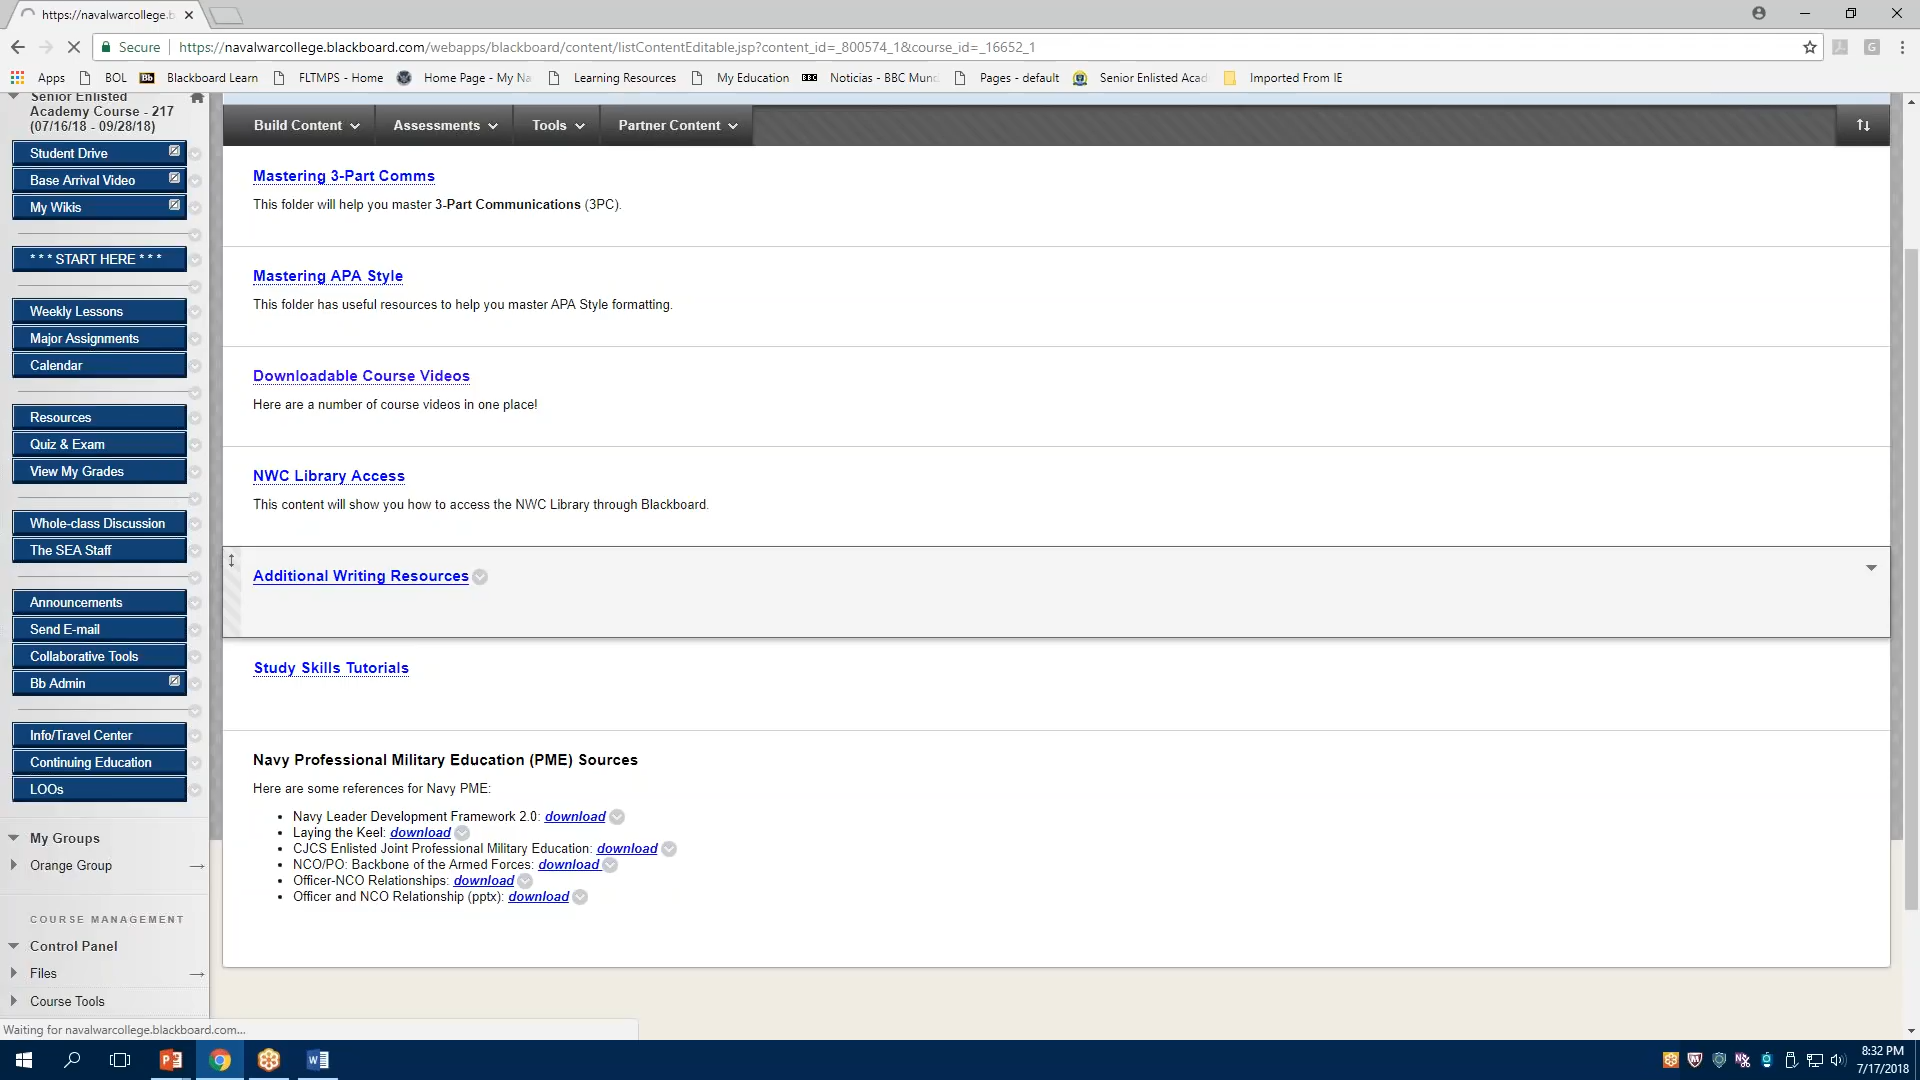 https://navalwarcollege.b
Secure
https://navalwarcollege.blackboard.com/webapps/blackboard/content/listContentEditable.jsp?content_id=_800574_1&course_id=_16652_1
Apps BOL Bb Blackboard Learn FLTMPS - Home Home Page - My Na Learning Resources My Education BBC Noticias - BBC Mund Pages - default Senior Enlisted Acad Imported From IE
Senior Enlisted
Academy Course - 217
(07/16/18 - 09/28/18)
Student Drive
Base Arrival Video
My Wikis
* * * START HERE * * *
Weekly Lessons
Major Assignments
Calendar
Resources
Quiz & Exam
View My Grades
Whole-class Discussion
The SEA Staff
Announcements
Send E-mail
Collaborative Tools
Bb Admin
Info/Travel Center
Continuing Education
LOOs
My Groups
Orange Group
COURSE MANAGEMENT
Control Panel
Files
Course Tools
Waiting for navalwarcollege.blackboard.com...
Build Content Assessments Tools Partner Content
Mastering 3-Part Comms
This folder will help you master 3-Part Communications (3PC).
Mastering APA Style
This folder has useful resources to help you master APA Style formatting.
Downloadable Course Videos
Here are a number of course videos in one place!
NWC Library Access
This content will show you how to access the NWC Library through Blackboard.
Additional Writing Resources
Study Skills Tutorials
Navy Professional Military Education (PME) Sources
Here are some references for Navy PME:
• Navy Leader Development Framework 2.0: download
• Laying the Keel: download
• CJCS Enlisted Joint Professional Military Education: download
• NCO/PO: Backbone of the Armed Forces: download
• Officer-NCO Relationships: download
• Officer and NCO Relationship (pptx): download
8:32 PM
7/17/2018